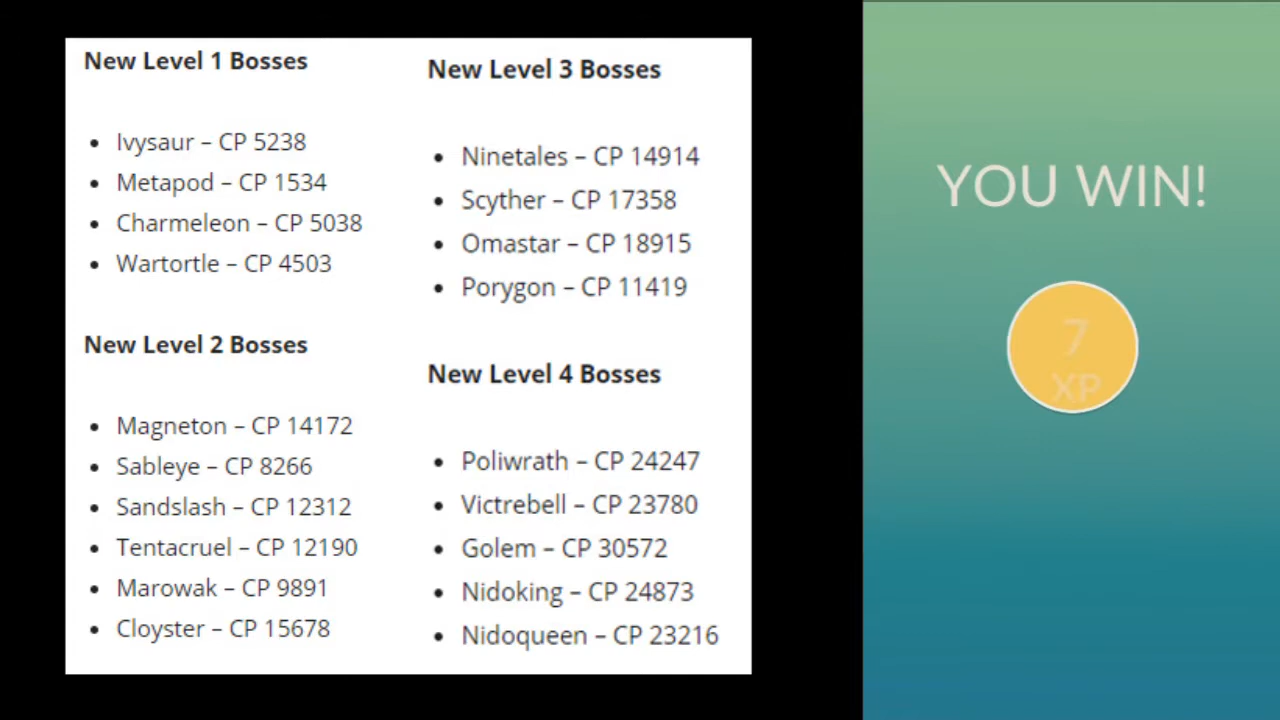 New Level 1 Bosses
• Ivysaur – CP 5238
• Metapod – CP 1534
• Charmeleon – CP 5038
• Wartortle – CP 4503
New Level 2 Bosses
• Magneton – CP 14172
• Sableye – CP 8266
• Sandslash – CP 12312
• Tentacruel – CP 12190
• Marowak – CP 9891
• Cloyster – CP 15678
New Level 3 Bosses
• Ninetales – CP 14914
• Scyther – CP 17358
• Omastar – CP 18915
• Porygon – CP 11419
New Level 4 Bosses
• Poliwrath – CP 24247
• Victrebell – CP 23780
• Golem – CP 30572
• Nidoking – CP 24873
• Nidoqueen – CP 23216
YOU WIN!
7
XP